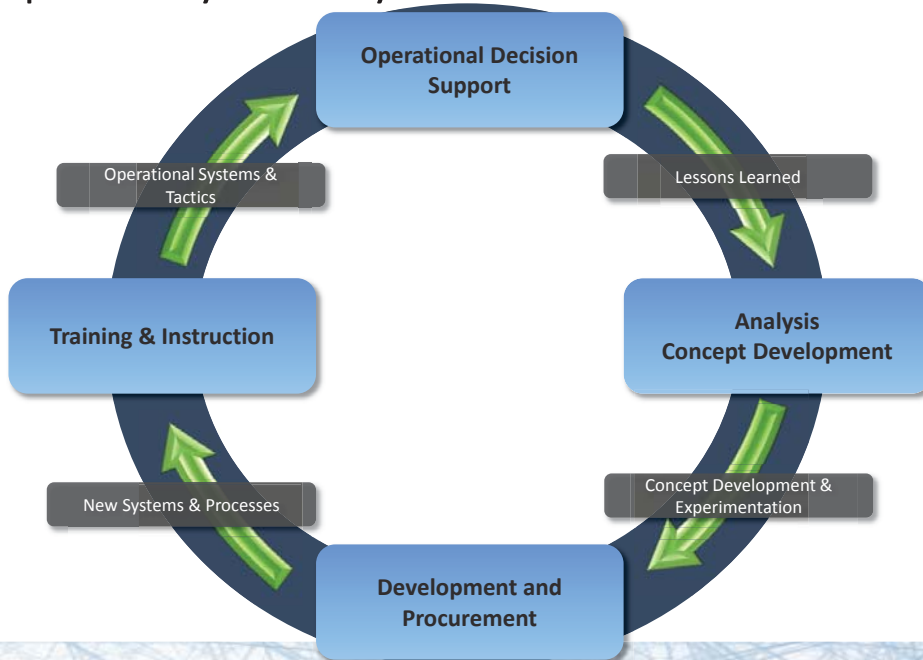 Operational Decision
Support
Operational Systems &
Tactics
Lessons Learned
Training & Instruction
Analysis
Concept Development
New Systems & Processes
Concept Development &
Experimentation
Development and
Procurement